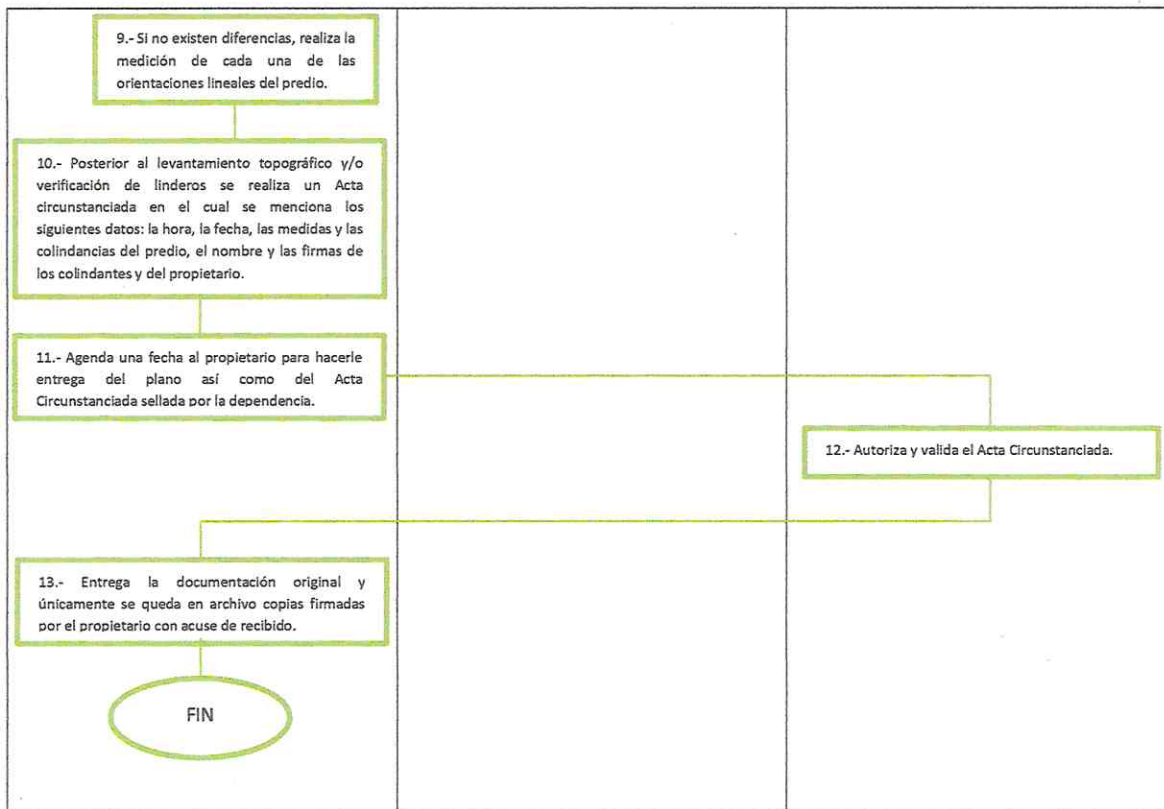 9.- Si no existen diferencias, realiza la
medición de cada una de las
orientaciones lineales del predio.
10.- Posterior al levantamiento topográfico y/o
verificación de linderos se realiza un Acta
circunstanciada en el cual se menciona los
siguientes datos: la hora, la fecha, las medidas y las
colindancias del predio, el nombre y las firmas de
los colindantes y del propietario.
11.- Agenda una fecha al propietario para hacerle
entrega del plano así como del Acta
Circunstanciada sellada por la dependencia.
12.- Autoriza y valida el Acta Circunstanciada.
13.- Entrega la documentación original y
únicamente se queda en archivo copias firmadas
por el propietario con acuse de recibido.
FIN